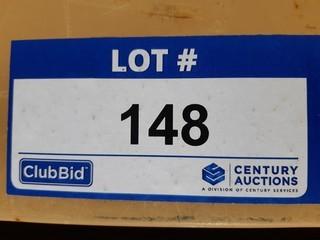 LOT #
148
ClubBid
CENTURY
AUCTIONS
A DIVISION OF CENTURY SERVICES